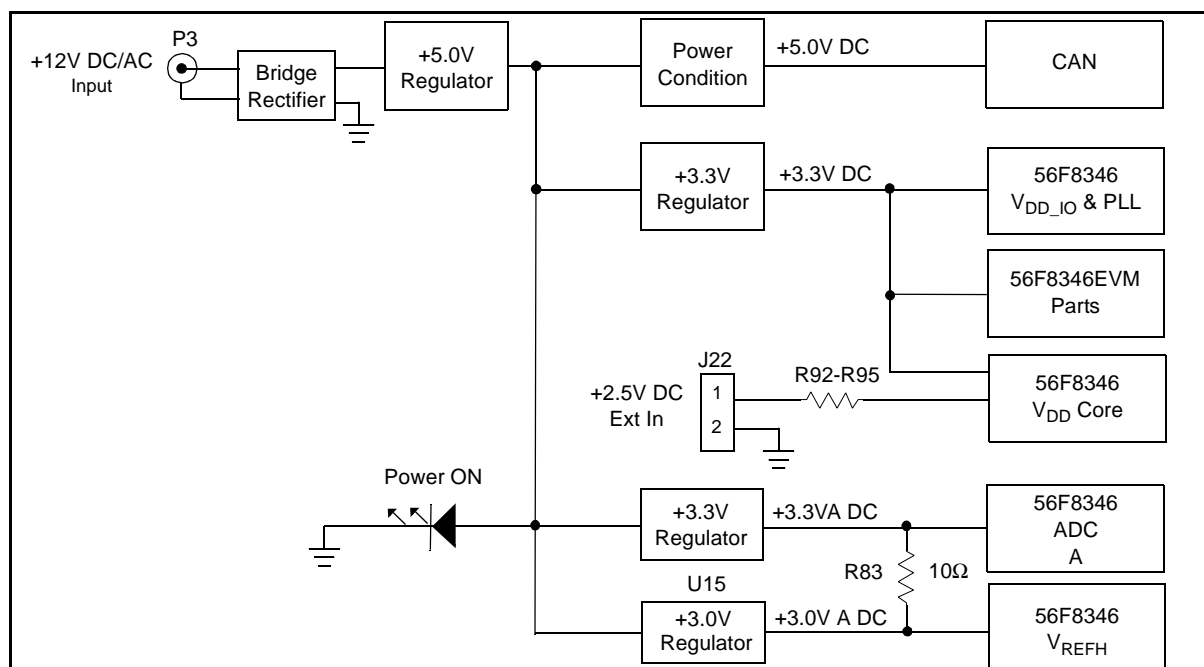 P3
+12V DC/AC
Input
Bridge
Rectifier
+5.0V
Regulator
Power
Condition
+5.0V DC
CAN
+3.3V
Regulator
+3.3V DC
56F8346
VDD_IO & PLL
56F8346EVM
Parts
J22
+2.5V DC
Ext In
1
2
R92-R95
56F8346
VDD Core
Power ON
+3.3V
Regulator
+3.3VA DC
56F8346
ADC
A
R83
10Ω
U15
+3.0V
Regulator
+3.0V A DC
56F8346
VREFH